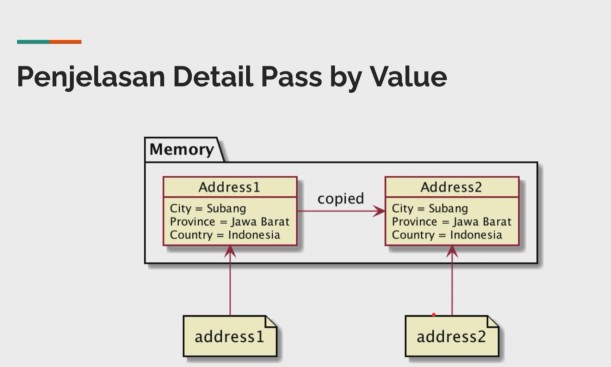 Penjelasan Detail Pass by Value
Memory
Address1
City = Subang
Province = Jawa Barat
Country = Indonesia
copied
Address2
City = Subang
Province = Jawa Barat
Country = Indonesia
address1
address2